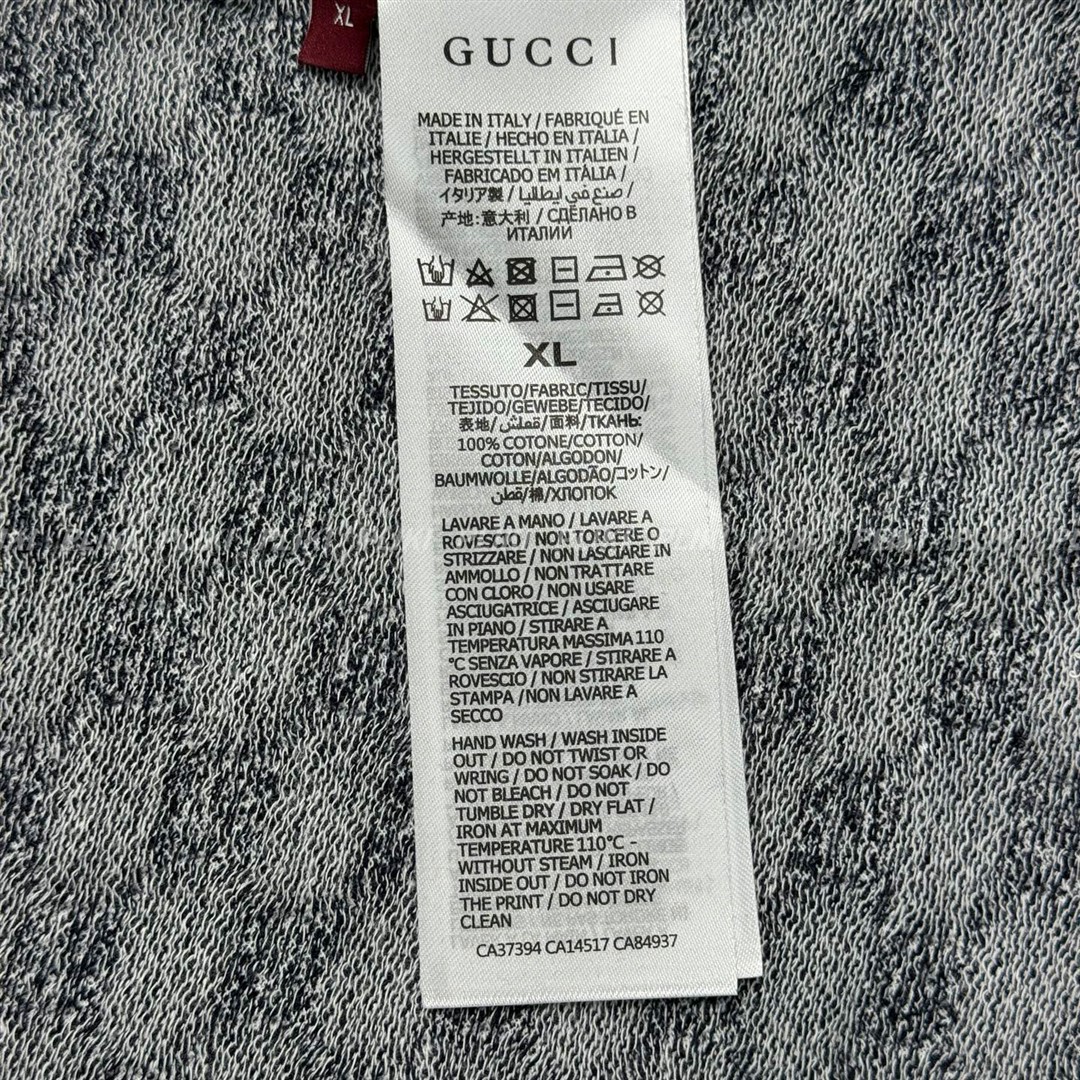 XL
GUCCI
MADE IN ITALY / FABRIQUÉ EN
ITALIE / HECHO EN ITALIA /
HERGESTELLT IN ITALIEN /
FABRICADO EM ITÁLIA /
イタリア製 / صنع في ايطاليا /
产地：意大利 / СДЕЛАНО В
ИТАЛИИ
XL
TESSUTO/FABRIC/TISSU/
TEJIDO/GEWEBE/TECIDO/
表地/قماش/面料/ТКАНЬ:
100% COTONE/COTTON/
COTON/ALGODON/
BAUMWOLLE/ALGODÃO/コットン/
قطن/棉/ХЛОПОК
LAVARE A MANO / LAVARE A
ROVESCIO / NON TORCERE O
STRIZZARE / NON LASCIARE IN
AMMOLLO / NON TRATTARE
CON CLORO / NON USARE
ASCIUGATRICE / ASCIUGARE
IN PIANO / STIRARE A
TEMPERATURA MASSIMA 110
°C SENZA VAPORE / STIRARE A
ROVESCIO / NON STIRARE LA
STAMPA /NON LAVARE A
SECCO
HAND WASH / WASH INSIDE
OUT / DO NOT TWIST OR
WRING / DO NOT SOAK / DO
NOT BLEACH / DO NOT
TUMBLE DRY / DRY FLAT /
IRON AT MAXIMUM
TEMPERATURE 110°C -
WITHOUT STEAM / IRON
INSIDE OUT / DO NOT IRON
THE PRINT / DO NOT DRY
CLEAN
CA37394 CA14517 CA84937